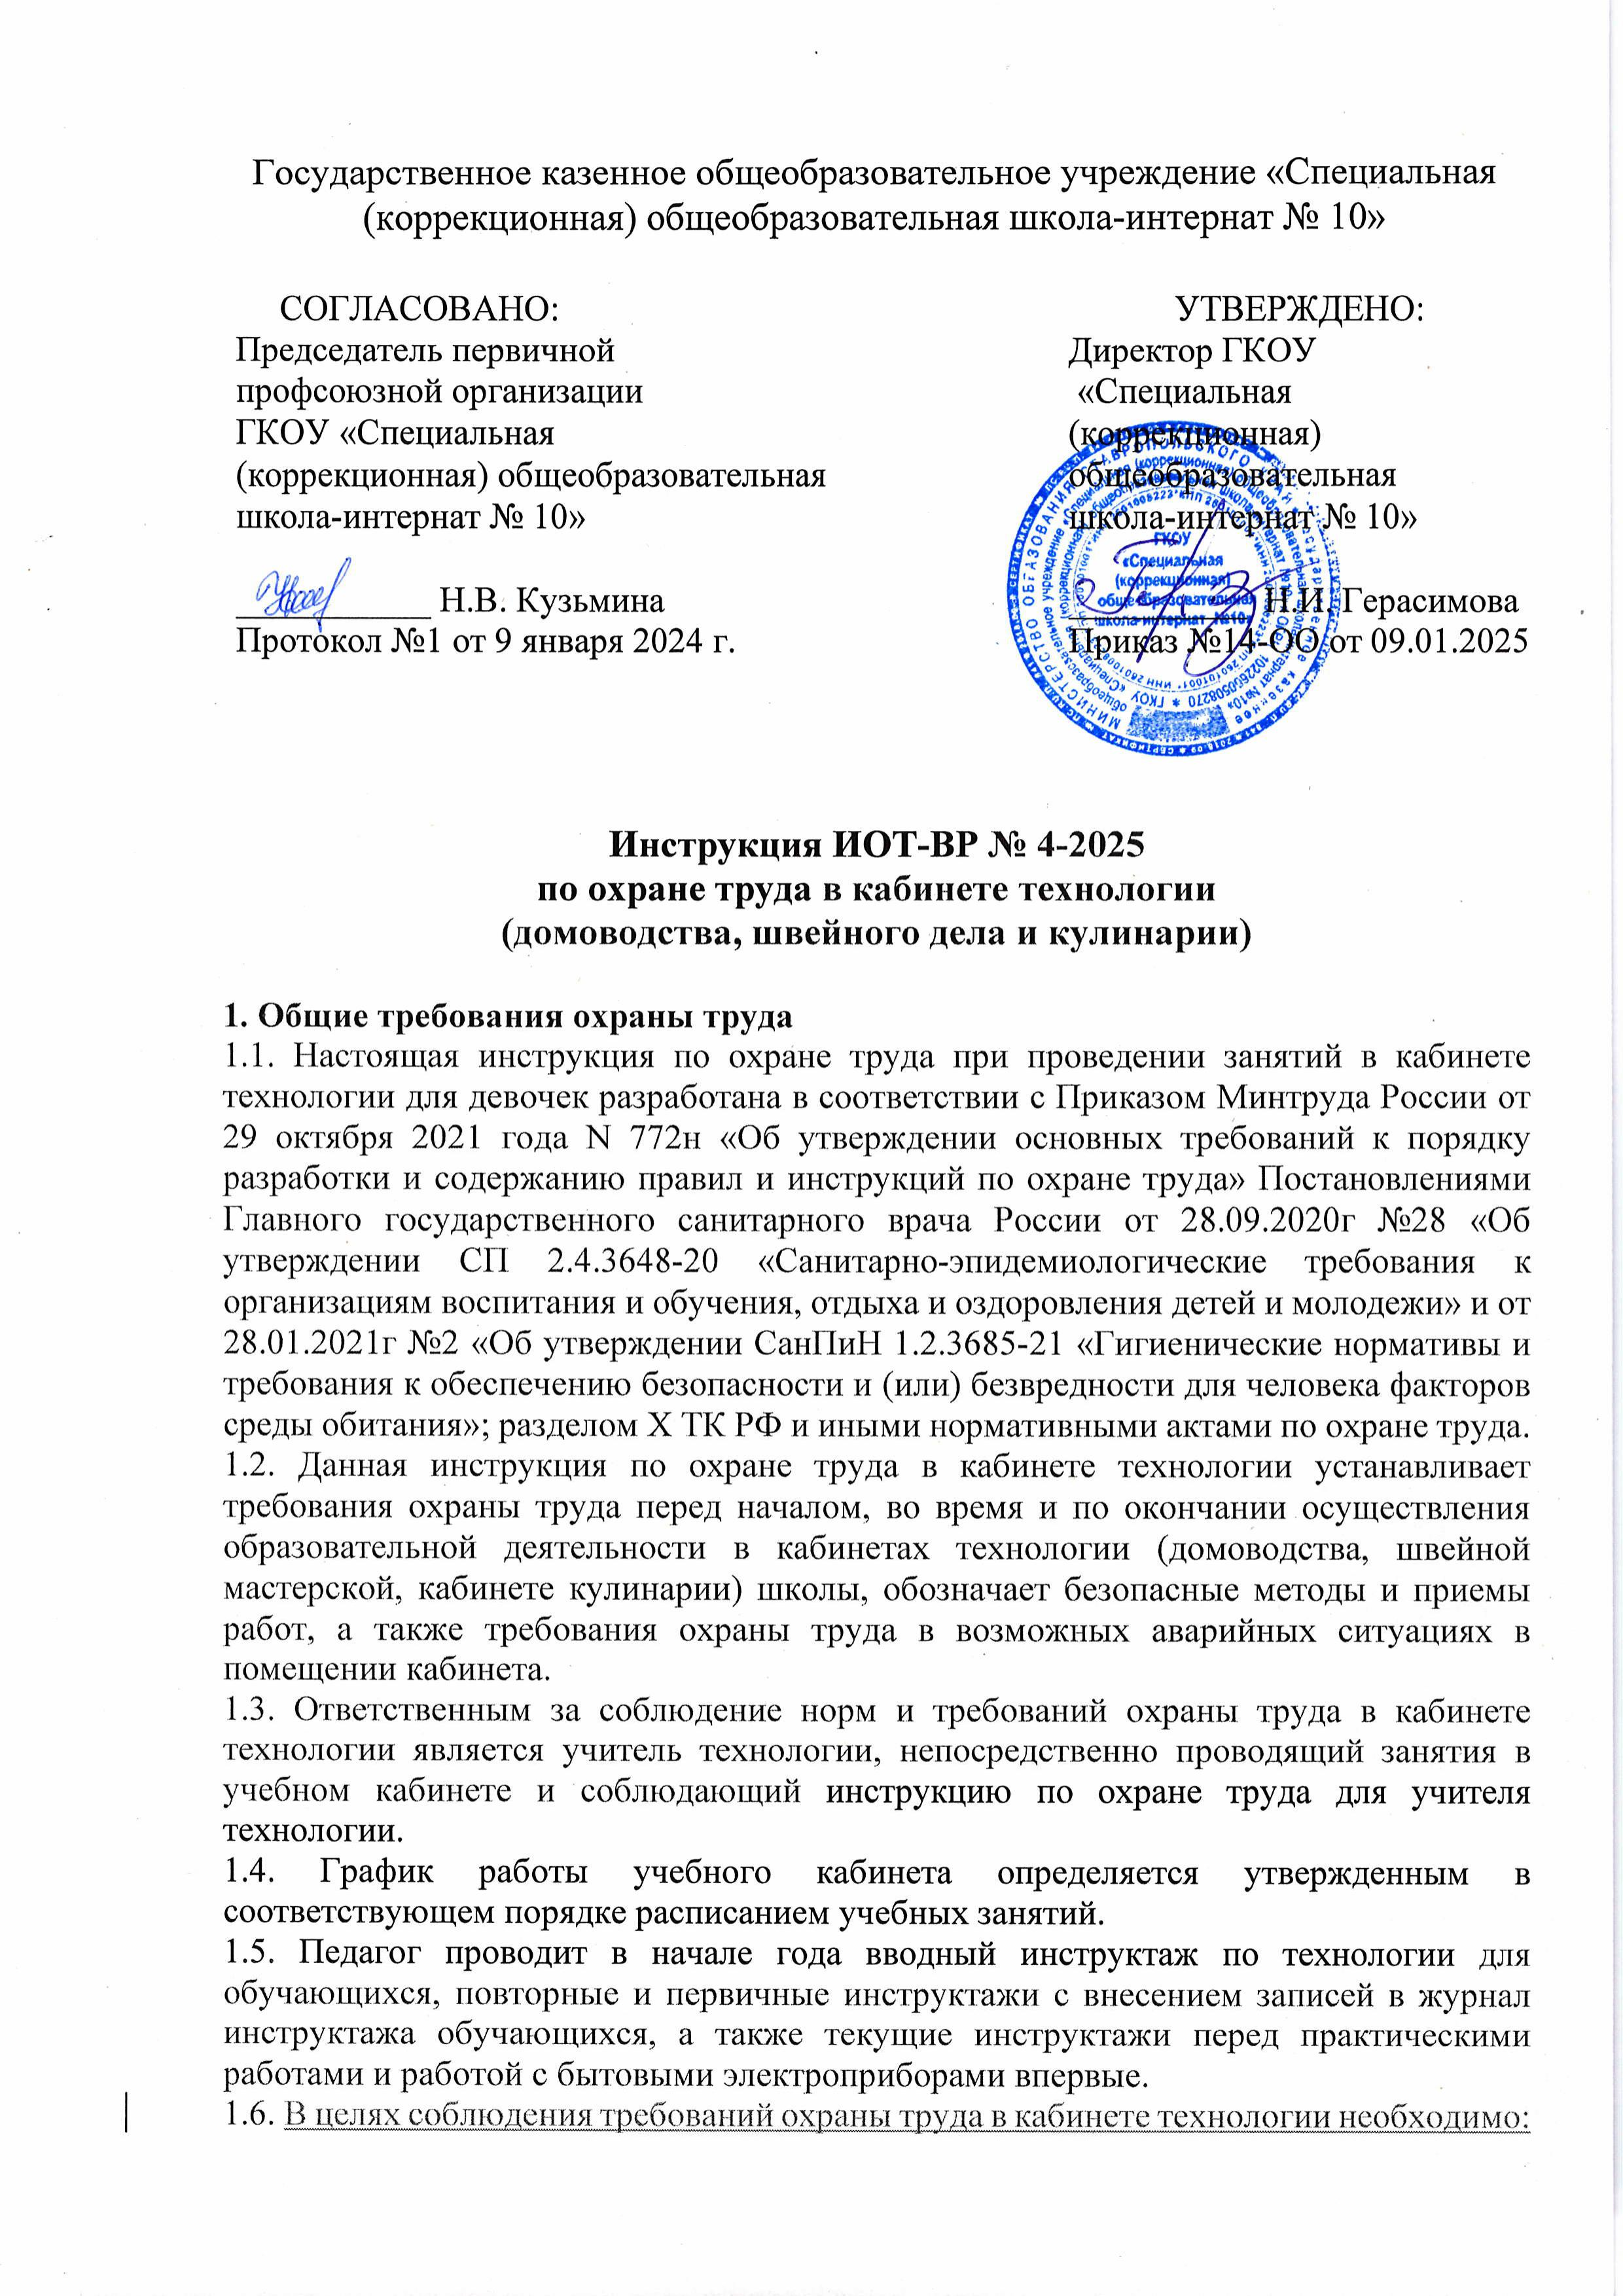 Государственное казенное общеобразовательное учреждение «Специальная
(коррекционная) общеобразовательная школа-интернат № 10»
СОГЛАСОВАНО:
Председатель первичной
профсоюзной организации
ГКОУ «Специальная
(коррекционная) общеобразовательная
школа-интернат № 10»
Н.В. Кузьмина
Протокол №1 от 9 января 2024 г.
УТВЕРЖДЕНО:
Директор ГКОУ
«Специальная
(коррекционная)
общеобразовательная
школа-интернат № 10»
Н.И. Герасимова
Приказ №14-ОО от 09.01.2025
ГКОУ
«Специальная
(коррекционная)
общеобразовательная
школа-интернат №10»
Инструкция ИОТ-ВР № 4-2025
по охране труда в кабинете технологии
(домоводства, швейного дела и кулинарии)
1. Общие требования охраны труда
1.1. Настоящая инструкция по охране труда при проведении занятий в кабинете
технологии для девочек разработана в соответствии с Приказом Минтруда России от
29 октября 2021 года N 772н «Об утверждении основных требований к порядку
разработки и содержанию правил и инструкций по охране труда» Постановлениями
Главного государственного санитарного врача России от 28.09.2020г №28 «Об
утверждении СП 2.4.3648-20 «Санитарно-эпидемиологические требования к
организациям воспитания и обучения, отдыха и оздоровления детей и молодежи» и от
28.01.2021г №2 «Об утверждении СанПиН 1.2.3685-21 «Гигиенические нормативы и
требования к обеспечению безопасности и (или) безвредности для человека факторов
среды обитания»; разделом X ТК РФ и иными нормативными актами по охране труда.
1.2. Данная инструкция по охране труда в кабинете технологии устанавливает
требования охраны труда перед началом, во время и по окончании осуществления
образовательной деятельности в кабинетах технологии (домоводства, швейной
мастерской, кабинете кулинарии) школы, обозначает безопасные методы и приемы
работ, а также требования охраны труда в возможных аварийных ситуациях в
помещении кабинета.
1.3. Ответственным за соблюдение норм и требований охраны труда в кабинете
технологии является учитель технологии, непосредственно проводящий занятия в
учебном кабинете и соблюдающий инструкцию по охране труда для учителя
технологии.
1.4. График работы учебного кабинета определяется утвержденным в
соответствующем порядке расписанием учебных занятий.
1.5. Педагог проводит в начале года вводный инструктаж по технологии для
обучающихся, повторные и первичные инструктажи с внесением записей в журнал
инструктажа обучающихся, а также текущие инструктажи перед практическими
работами и работой с бытовыми электроприборами впервые.
1.6. В целях соблюдения требований охраны труда в кабинете технологии необходимо: